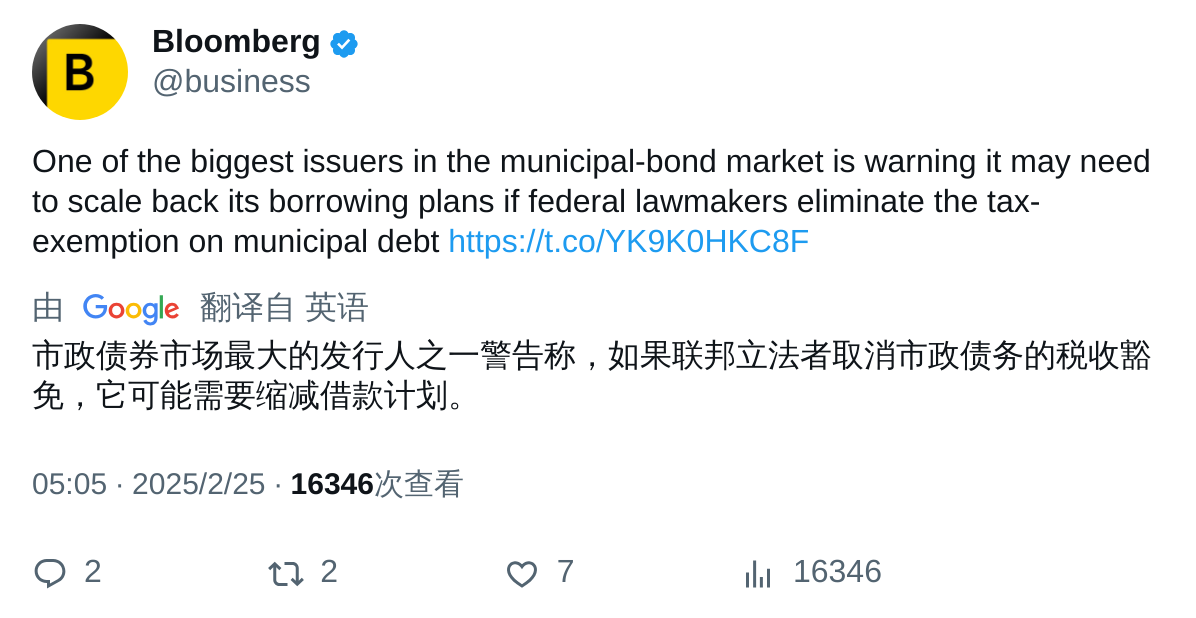 B
Bloomberg
@business
One of the biggest issuers in the municipal-bond market is warning it may need
to scale back its borrowing plans if federal lawmakers eliminate the tax-
exemption on municipal debt https://t.co/YK9K0HKC8F
由 Google 翻译自 英语
市政债券市场最大的发行人之一警告称，如果联邦立法者取消市政债务的税收豁
免，它可能需要缩减借款计划。
05:05 · 2025/2/25 · 16346次查看
2 2 7 16346